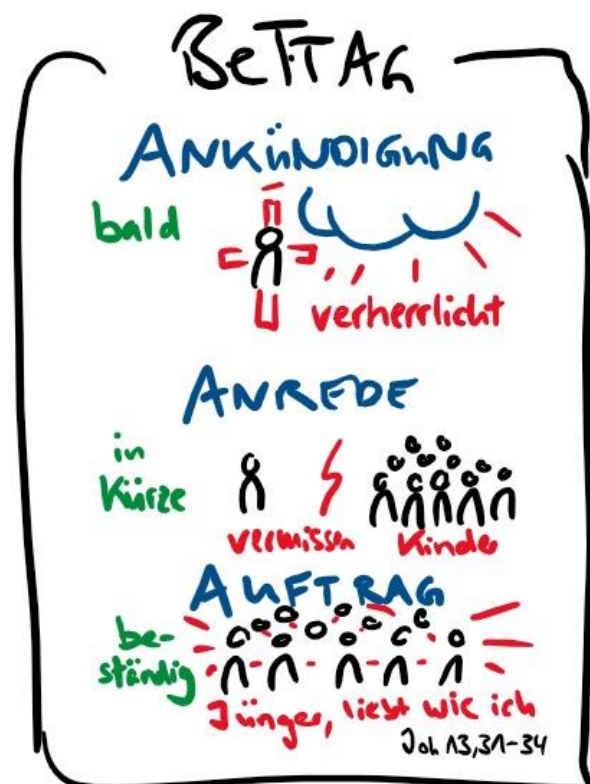 BETTAG
ANKÜNDIGUNG
bald
verherrlicht
ANREDE
in
Kürze
vermissen Kinder
AUFTRAG
be-
ständig
Jünger, liebt wie ich
Joh 13,31-34